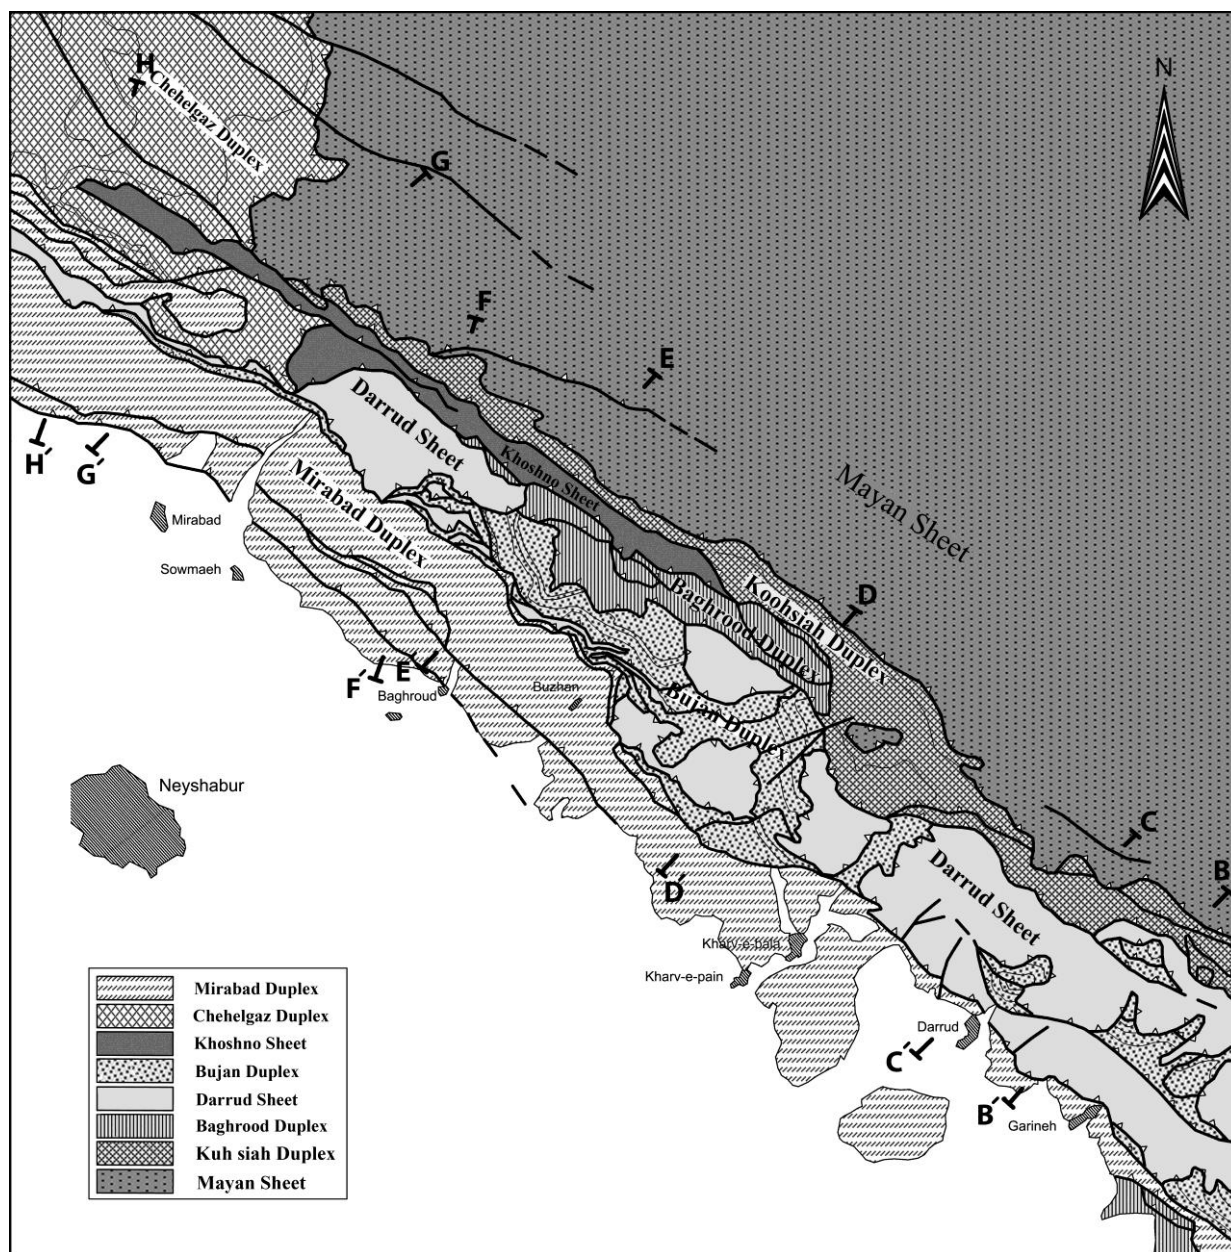 N
H
Chehelgaz Duplex
G
F
E
Darrud Sheet
Khoshno Sheet
Mayan Sheet
H'
G'
Mirabad Duplex
Mirabad
Sowmaeh
Koohsiah Duplex
D
Baghrood Duplex
F'
E'
Baghroud
Buzhan
Bujan Duplex
Neyshabur
C
B
D'
Darrud Sheet
Kharv-e-bala
Kharv-e-pain
Darrud
C'
B'
Garineh
Mirabad Duplex
Chehelgaz Duplex
Khoshno Sheet
Bujan Duplex
Darrud Sheet
Baghrood Duplex
Kuh siah Duplex
Mayan Sheet